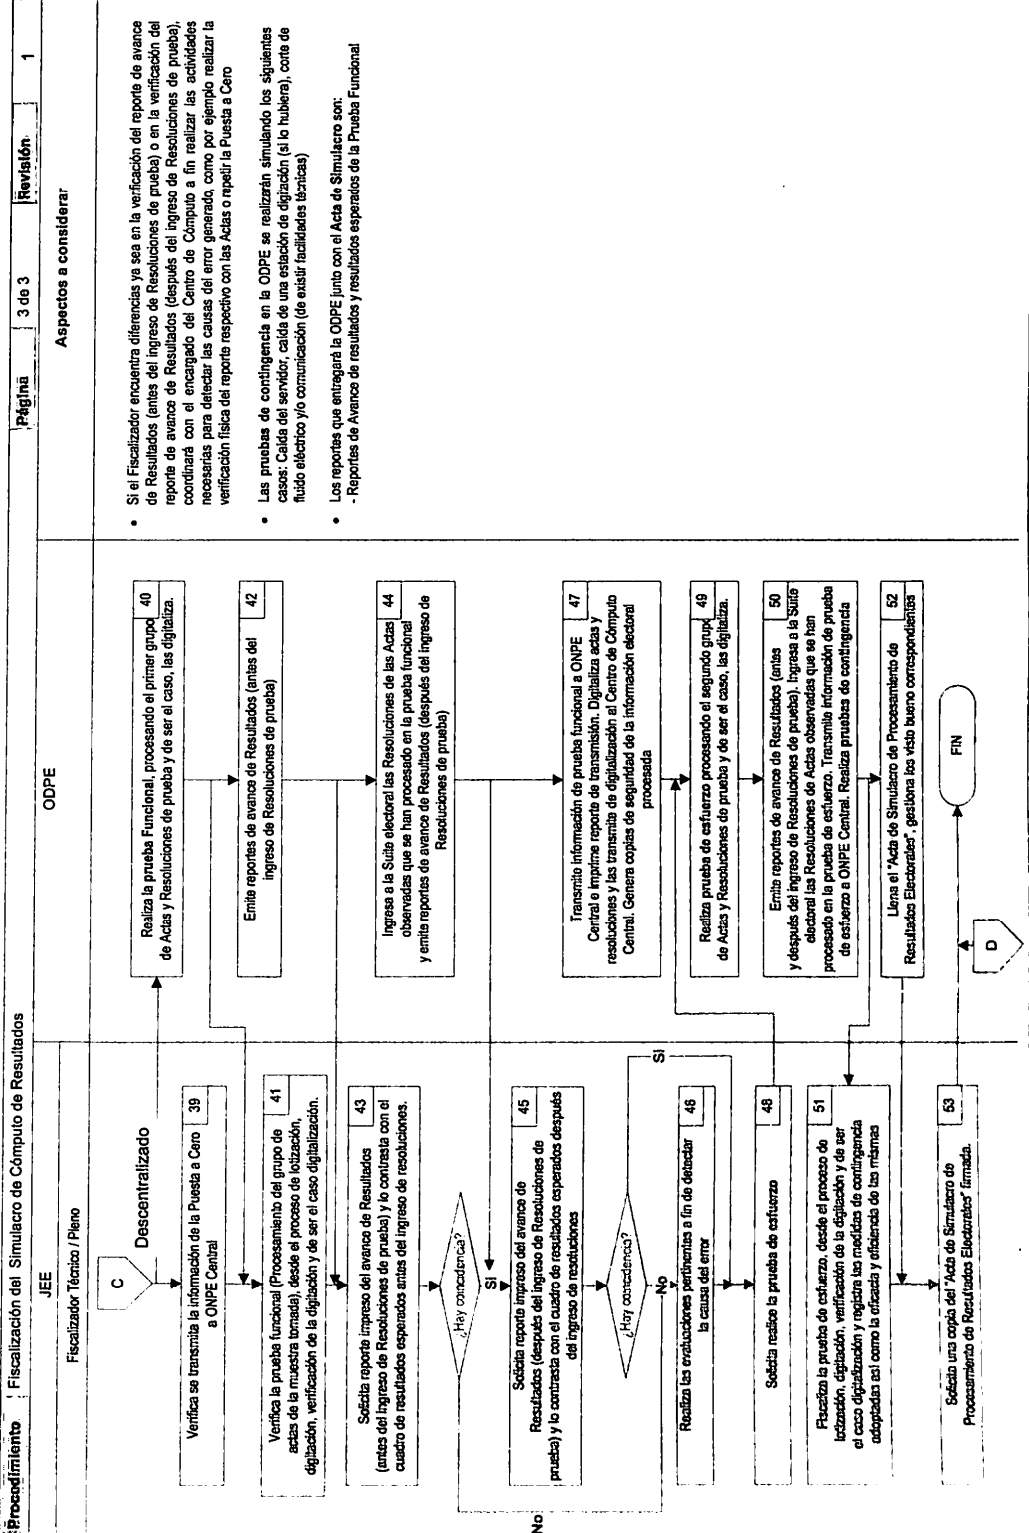 Procedimiento
Fiscalización del Simulacro de Cómputo de Resultados
Página
3 de 3
Revisión
1
JEE
Fiscalizador Técnico / Pleno
ODPE
Aspectos a considerar
C
Descentralizado
39
Verifica se transmita la información de la Puesta a Cero
a ONPE Central
40
Realiza la prueba Funcional, procesando el primer grupo
de Actas y Resoluciones de prueba y de ser el caso, las digitaliza.
41
Verifica la prueba funcional (Procesamiento del grupo de
actas de la muestra tomada), desde el proceso de lotización,
digitación, verificación de la digitación y de ser el caso digitalización.
42
Emite reportes de avance de Resultados (antes del
ingreso de Resoluciones de prueba)
43
Solicita reporte impreso del avance de Resultados
(antes del Ingreso de Resoluciones de prueba) y lo contrasta con el
cuadro de resultados esperados antes del ingreso de resoluciones.
¿Hay coincidencia?
Si
No
44
Ingresa a la Suite electoral las Resoluciones de las Actas
observadas que se han procesado en la prueba funcional
y emite reportes de avance de Resultados (después del ingreso de
Resoluciones de prueba)
45
Solicita reporte impreso del avance de
Resultados (después del ingreso de Resoluciones de
prueba) y lo contrasta con el cuadro de resultados esperados después
del ingreso de resoluciones
¿Hay coincidencia?
Si
No
46
Realiza las evaluaciones pertinentes a fin de detectar
la causa del error
47
Transmite información de prueba funcional a ONPE
Central e imprime reporte de transmisión. Digitaliza actas y
resoluciones y las transmite de digitalización al Centro de Cómputo
Central. Genera copias de seguridad de la información electoral
procesada
48
Solicita realice la prueba de esfuerzo
49
Realiza prueba de esfuerzo procesando el segundo grupo
de Actas y Resoluciones de prueba y de ser el caso, las digitaliza.
50
Emite reportes de avance de Resultados (antes
y después del ingreso de Resoluciones de prueba). Ingresa a la Suite
electoral las Resoluciones de Actas observadas que se han
procesado en la prueba de esfuerzo. Transmite información de prueba
de esfuerzo a ONPE Central. Realiza pruebas de contingencia
51
Fiscaliza la prueba de esfuerzo, desde el proceso de
lotización, digitación, verificación de la digitación y de ser
el caso digitalización y registra las medidas de contingencia
adoptadas así como la eficacia y eficiencia de las mismas
52
Llena el "Acta de Simulacro de Procesamiento de
Resultados Electorales", gestiona los visto bueno correspondientes
53
Solicita una copia del "Acta de Simulacro de
Procesamiento de Resultados Electorales" firmada.
D
FIN
• Si el Fiscalizador encuentra diferencias ya sea en la verificación del reporte de avance
de Resultados (antes del ingreso de Resoluciones de prueba) o en la verificación del
reporte de avance de Resultados (después del ingreso de Resoluciones de prueba),
coordinará con el encargado del Centro de Cómputo a fin realizar las actividades
necesarias para detectar las causas del error generado, como por ejemplo realizar la
verificación física del reporte respectivo con las Actas o repetir la Puesta a Cero
• Las pruebas de contingencia en la ODPE se realizarán simulando los siguientes
casos: Caída del servidor, caída de una estación de digitación (si lo hubiera), corte de
fluido eléctrico y/o comunicación (de existir facilidades técnicas)
• Los reportes que entregará la ODPE junto con el Acta de Simulacro son:
- Reportes de Avance de resultados y resultados esperados de la Prueba Funcional